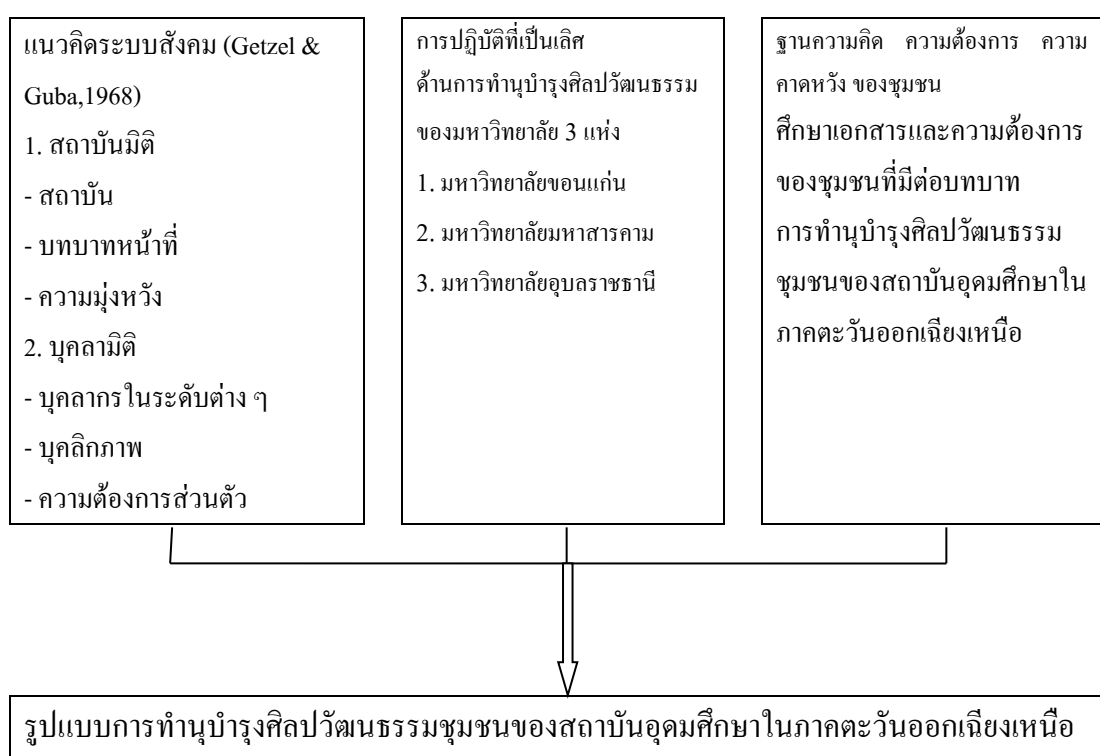 แนวคิดระบบสังคม (Getzel &
Guba,1968)
1. สถาบันมิติ
- สถาบัน
- บทบาทหน้าที่
- ความมุ่งหวัง
2. บุคลามิติ
- บุคลากรในระดับต่าง ๆ
- บุคลิกภาพ
- ความต้องการส่วนตัว
การปฏิบัติที่เป็นเลิศ
ด้านการทำนุบำรุงศิลปวัฒนธรรม
ของมหาวิทยาลัย 3 แห่ง
1. มหาวิทยาลัยขอนแก่น
2. มหาวิทยาลัยมหาสารคาม
3. มหาวิทยาลัยอุบลราชธานี
ฐานความคิด ความต้องการ ความ
คาดหวัง ของชุมชน
ศึกษาเอกสารและความต้องการ
ของชุมชนที่มีต่อบทบาท
การทำนุบำรุงศิลปวัฒนธรรม
ชุมชนของสถาบันอุดมศึกษาใน
ภาคตะวันออกเฉียงเหนือ
รูปแบบการทำนุบำรุงศิลปวัฒนธรรมชุมชนของสถาบันอุดมศึกษาในภาคตะวันออกเฉียงเหนือ